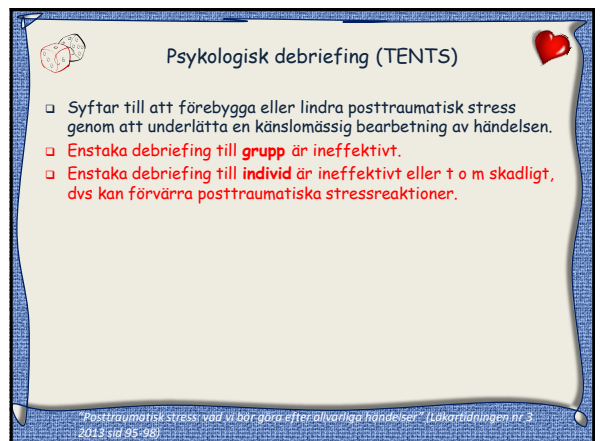 Psykologisk debriefing (TENTS)
Syftar till att förebygga eller lindra posttraumatisk stress
genom att underlätta en känslomässig bearbetning av händelsen.
Enstaka debriefing till grupp är ineffektivt.
Enstaka debriefing till individ är ineffektivt eller t o m skadligt,
dvs kan förvärra posttraumatiska stressreaktioner.
"Posttraumatisk stress: vad vi bör göra efter allvarliga händelser" (Läkartidningen nr 3
2013 sid 95-98)